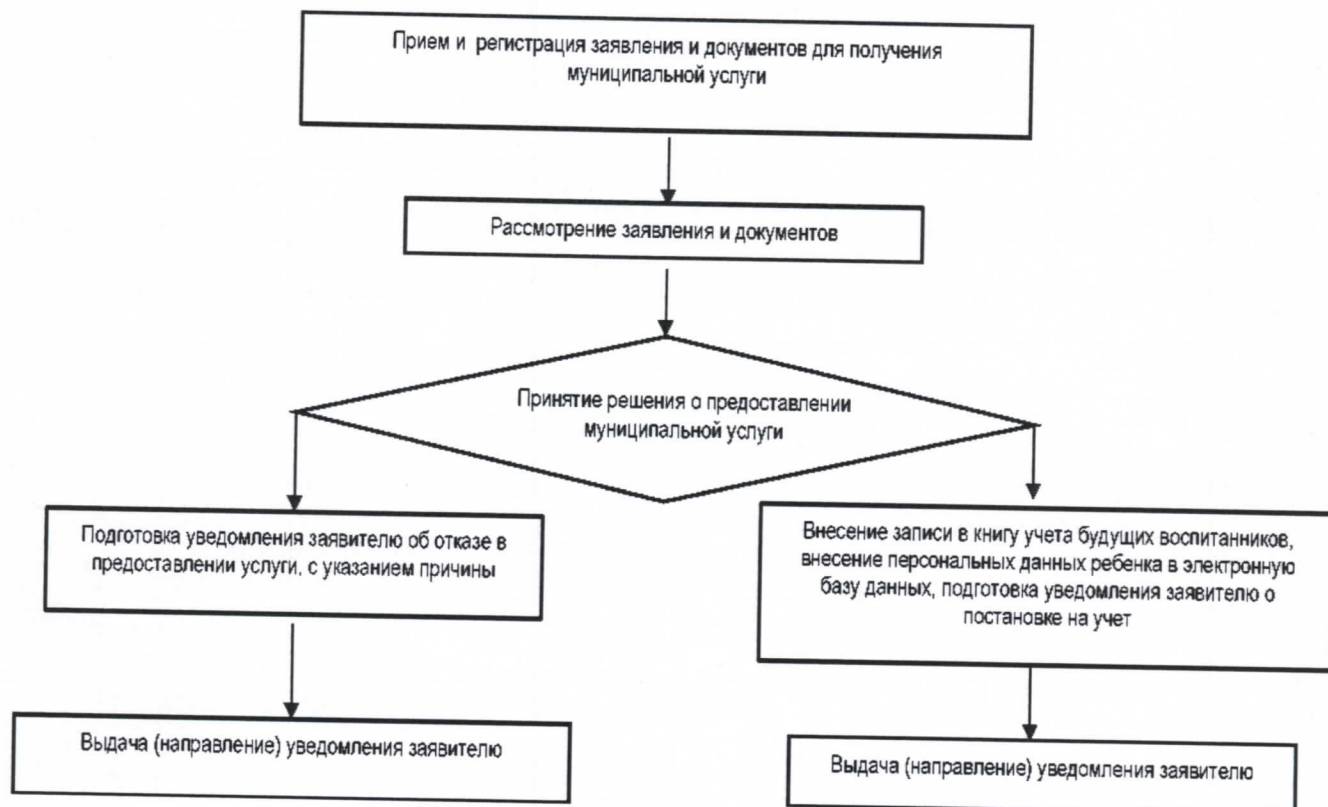 Прием и регистрация заявления и документов для получения
муниципальной услуги
Рассмотрение заявления и документов
Принятие решения о предоставлении
муниципальной услуги
Подготовка уведомления заявителю об отказе в
предоставлении услуги, с указанием причины
Внесение записи в книгу учета будущих воспитанников,
внесение персональных данных ребенка в электронную
базу данных, подготовка уведомления заявителю о
постановке на учет
Выдача (направление) уведомления заявителю
Выдача (направление) уведомления заявителю